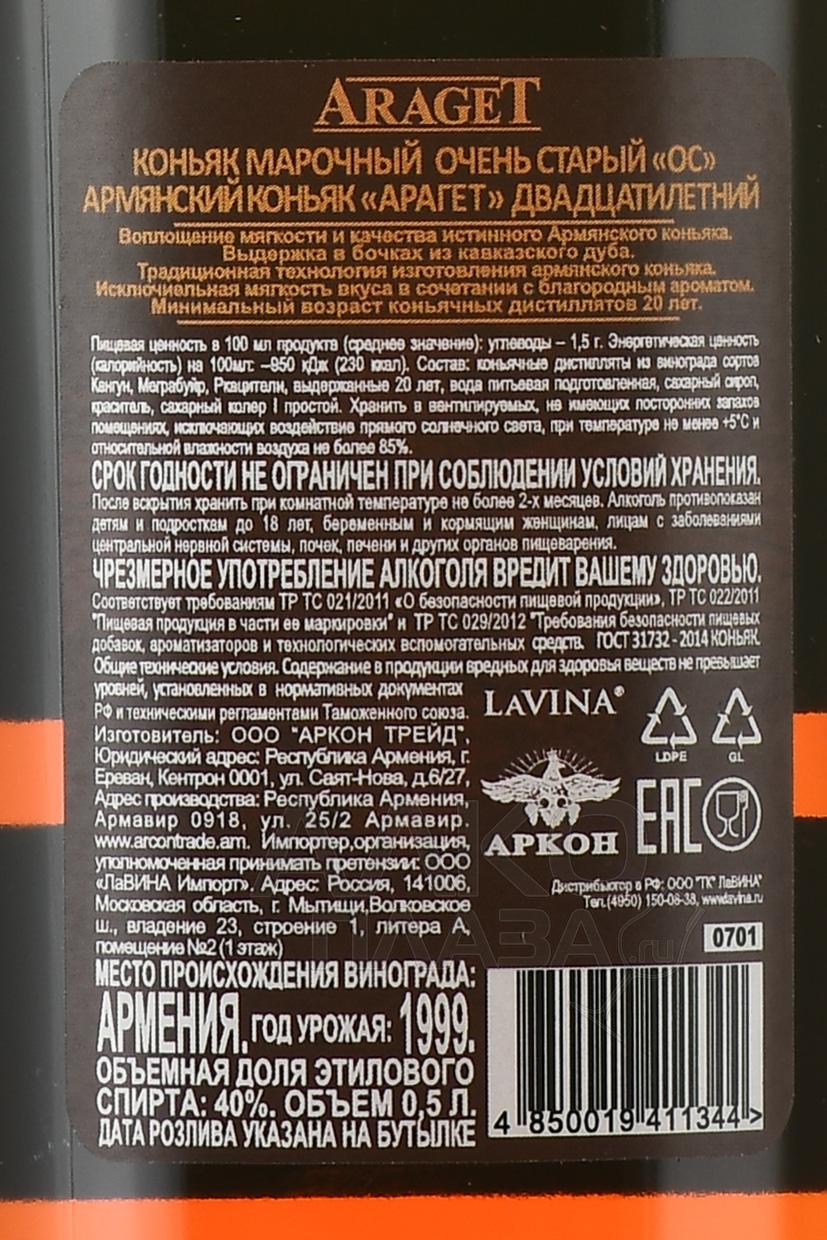 ARAGET
КОНЬЯК МАРОЧНЫЙ ОЧЕНЬ СТАРЫЙ «ОС»
АРМЯНСКИЙ КОНЬЯК «АРАГЕТ» ДВАДЦАТИЛЕТНИЙ
Воплощение мягкости и качества истинного Армянского коньяка.
Выдержка в бочках из кавказского дуба.
Традиционная технология изготовления армянского коньяка.
Исключиельная мягкость вкуса в сочетании с благородным ароматом.
Минимальный возраст коньячных дистиллятов 20 лет.
Пищевая ценность в 100 мл продукта (среднее значение): углеводы – 1,5 г. Энергетическая ценность
(калорийность) на 100мл: –950 кДж (230 ккал). Состав: коньячные дистилляты из винограда сортов
Кангун, Меграбуйр, Ркацители, выдержанные 20 лет, вода питьевая подготовленная, сахарный сироп,
краситель, сахарный колер I простой. Хранить в вентилируемых, не имеющих посторонних запахов
помещениях, исключающих воздействие прямого солнечного света, при температуре не менее +5°С и
относительной влажности воздуха не более 85%.
СРОК ГОДНОСТИ НЕ ОГРАНИЧЕН ПРИ СОБЛЮДЕНИИ УСЛОВИЙ ХРАНЕНИЯ.
После вскрытия хранить при комнатной температуре не более 2-х месяцев. Алкоголь противопоказан
детям и подросткам до 18 лет, беременным и кормящим женщинам, лицам с заболеваниями
центральной нервной системы, почек, печени и других органов пищеварения.
ЧРЕЗМЕРНОЕ УПОТРЕБЛЕНИЕ АЛКОГОЛЯ ВРЕДИТ ВАШЕМУ ЗДОРОВЬЮ.
Соответствует требованиям ТР ТС 021/2011 «О безопасности пищевой продукции», ТР ТС 022/2011
"Пищевая продукция в части ее маркировки" и ТР ТС 029/2012 "Требования безопасности пищевых
добавок, ароматизаторов и технологических вспомогательных средств. ГОСТ 31732 - 2014 КОНЬЯК.
Общие технические условия. Содержание в продукции вредных для здоровья веществ не превышает
уровней, установленных в нормативных документах
РФ и техническими регламентами Таможенного союза.
Изготовитель: ООО "АРКОН ТРЕЙД",
Юридический адрес: Республика Армения, г.
Ереван, Кентрон 0001, ул. Саят-Нова, д.6/27,
Адрес производства: Республика Армения,
Армавир 0918, ул. 25/2 Армавир.
www.arcontrade.am. Импортер,организация,
уполномоченная принимать претензии: ООО
«ЛаВИНА Импорт». Адрес: Россия, 141006,
Московская область, г. Мытищи,Волковское
ш., владение 23, строение 1, литера А,
помещение №2 (1 этаж)
МЕСТО ПРОИСХОЖДЕНИЯ ВИНОГРАДА:
АРМЕНИЯ. ГОД УРОЖАЯ: 1999.
ОБЪЕМНАЯ ДОЛЯ ЭТИЛОВОГО
СПИРТА: 40%. ОБЪЕМ 0,5 Л.
ДАТА РОЗЛИВА УКАЗАНА НА БУТЫЛКЕ
LAVINA®
LDPE
GL
АРКОН
EAC
Дистрибьютор в РФ: ООО "ТК" ЛаВИНА"
Тел.(4950) 150-08-38, www.lavina.ru
0701
4 850019 411344 >
АЛКО
ПЛАЗА.ru